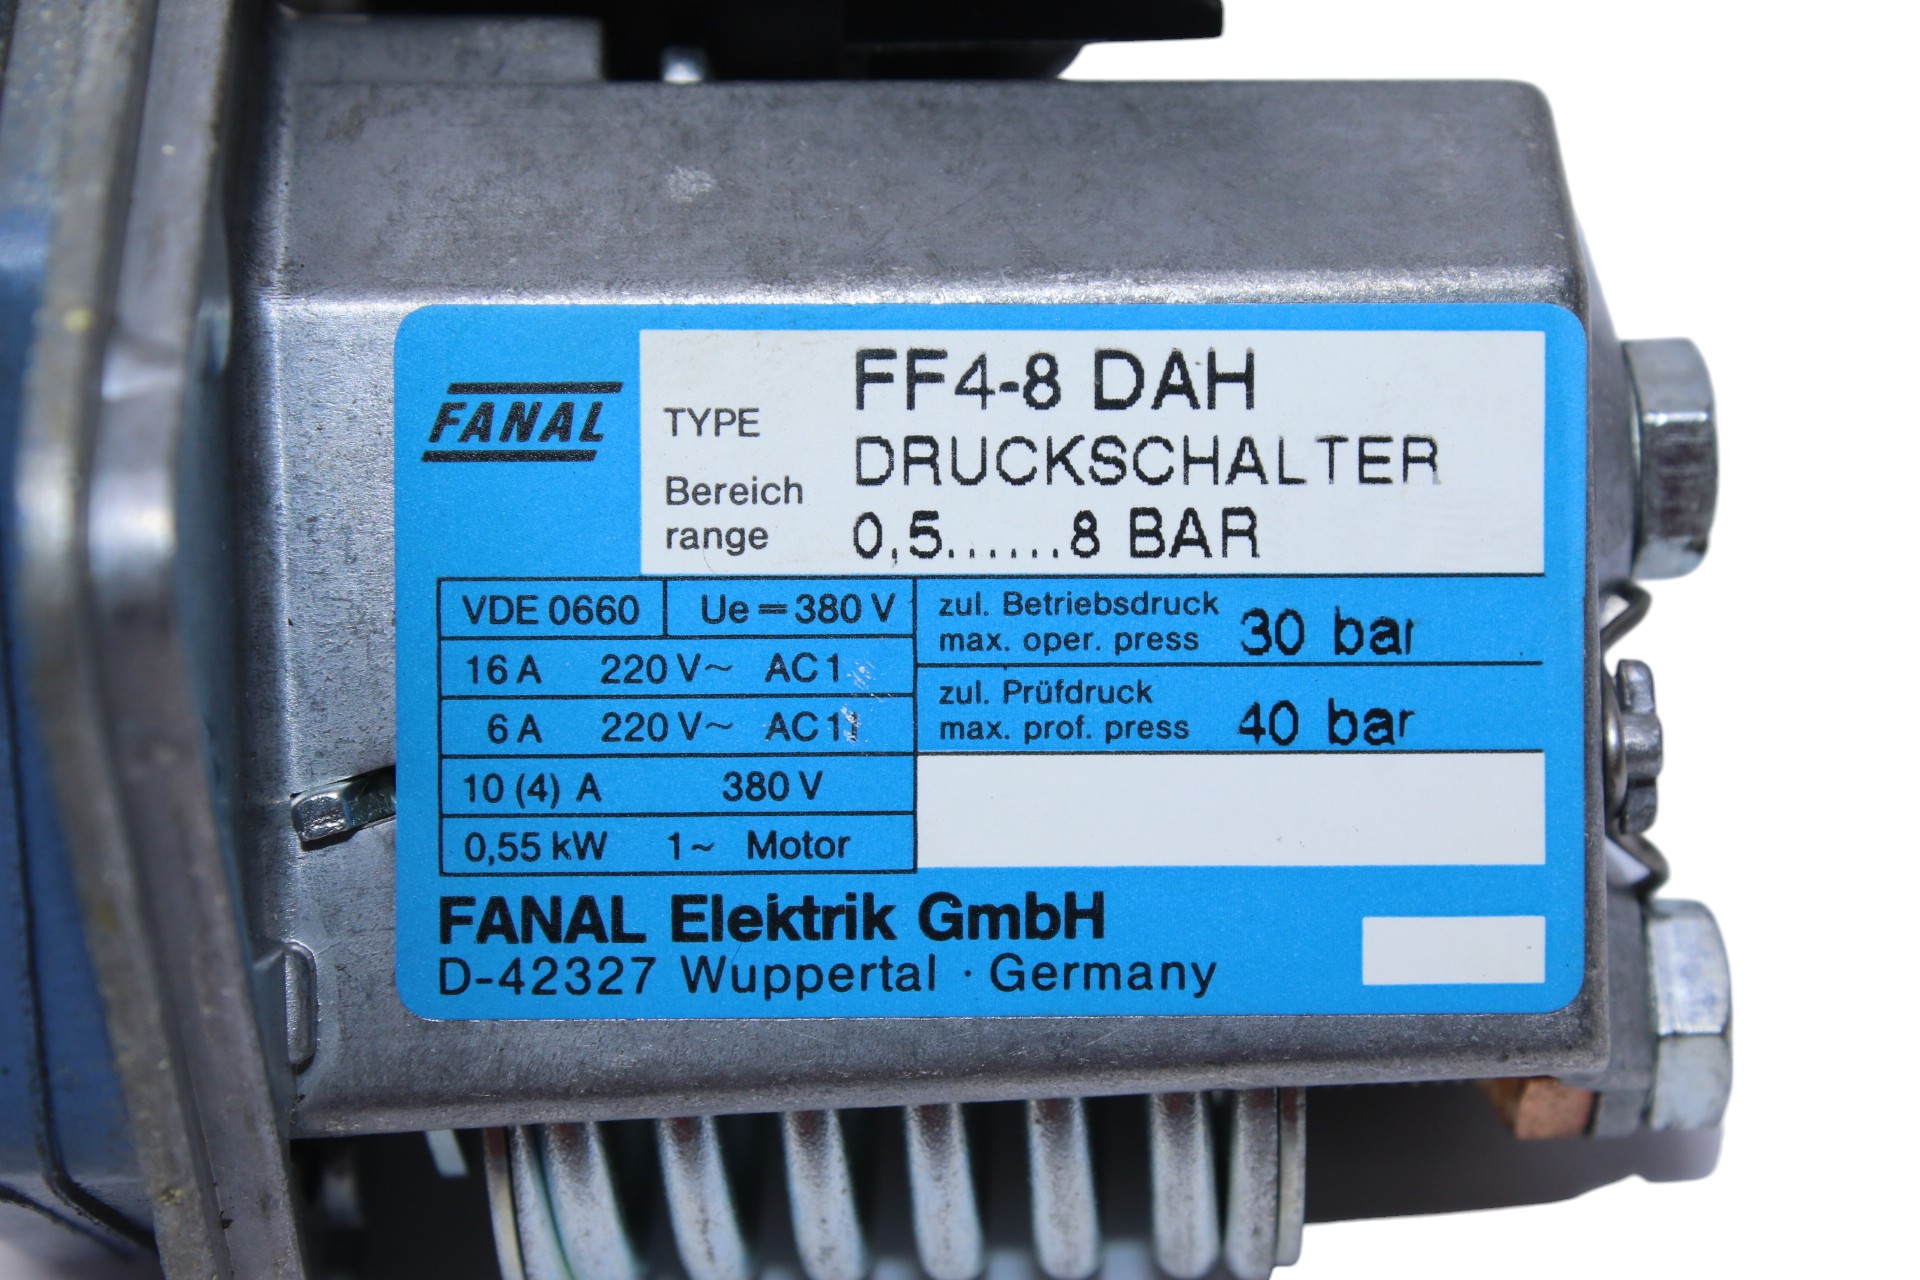 FANAL
TYPE FF4-8 DAH
DRUCKSCHALTER
Bereich
range 0,5......8 BAR
VDE 0660 Ue = 380 V
16 A 220 V~ AC 1
6 A 220 V~ AC 11
10 (4) A 380 V
0,55 kW 1~ Motor
zul. Betriebsdruck
max. oper. press 30 bar
zul. Prüfdruck
max. prof. press 40 bar
FANAL Elektrik GmbH
D-42327 Wuppertal · Germany